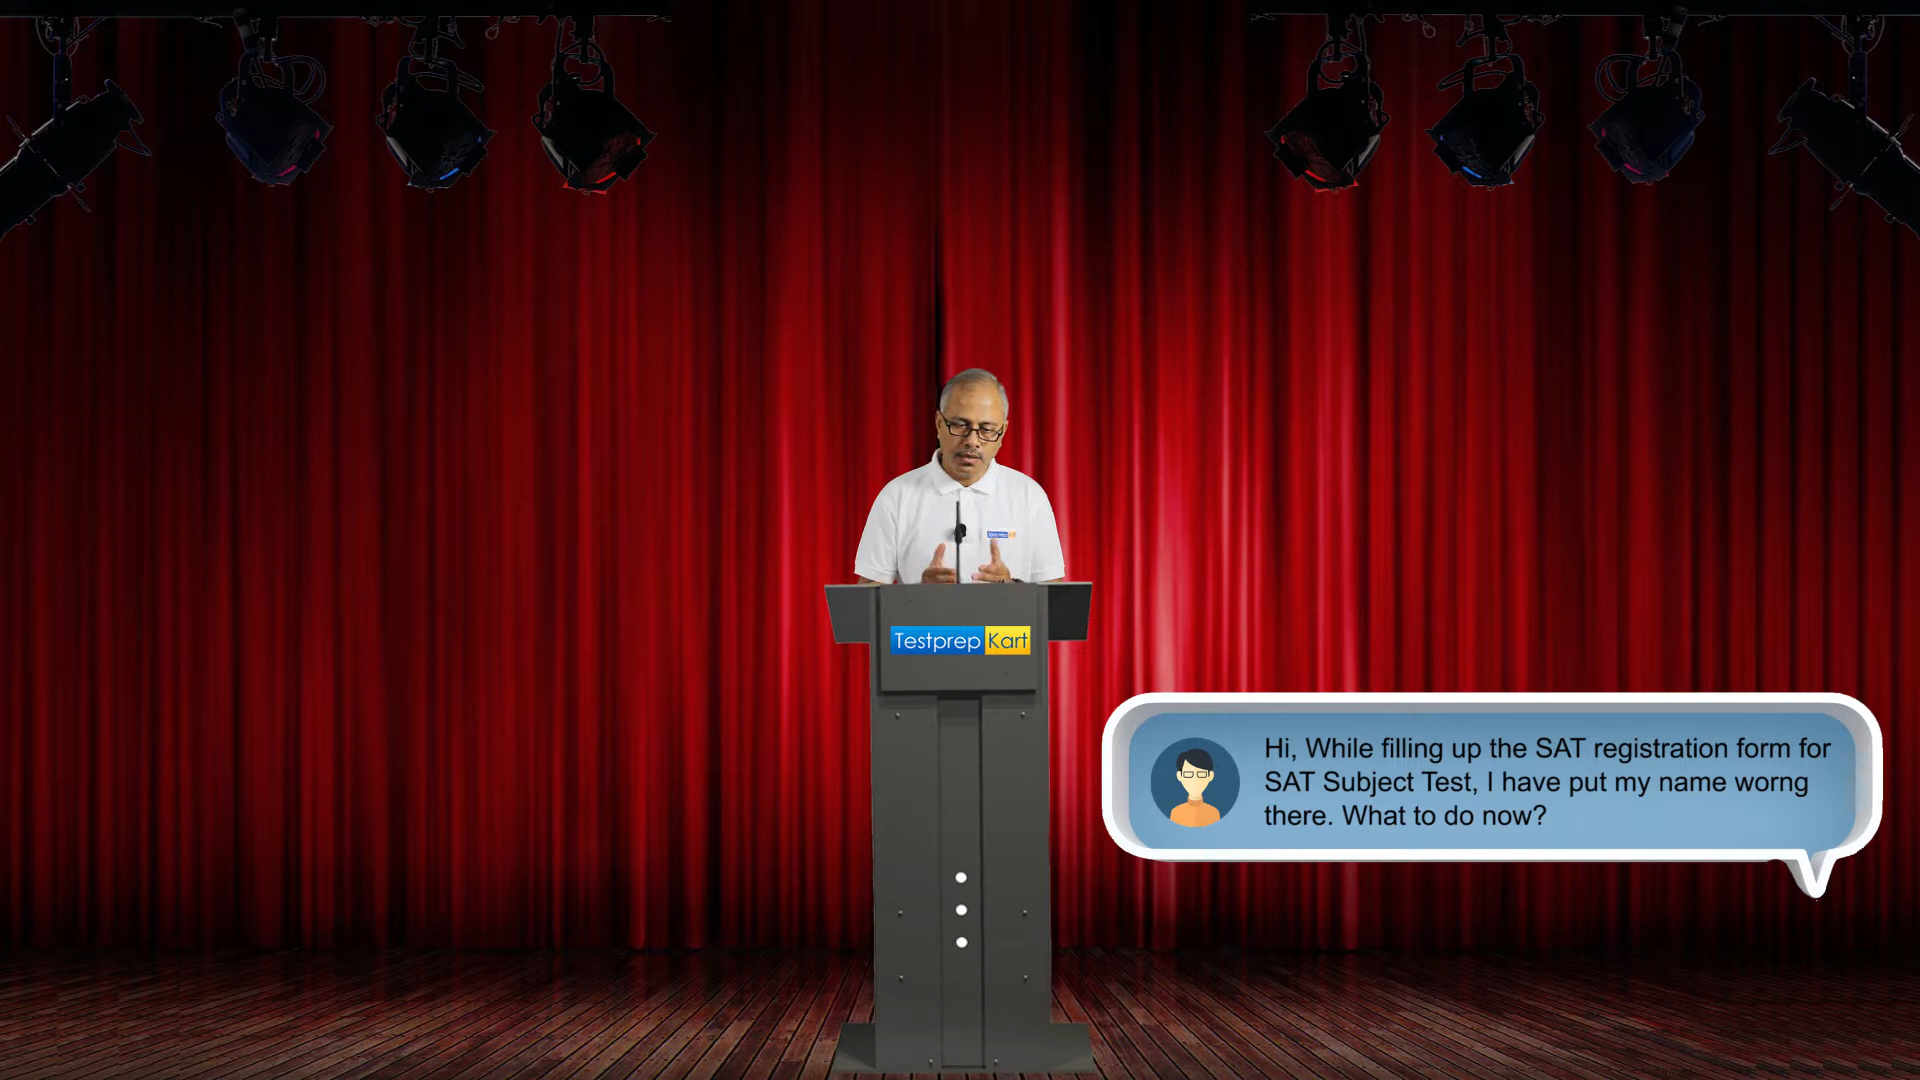 Testprep Kart
Hi, While filling up the SAT registration form for
SAT Subject Test, I have put my name worng
there. What to do now?